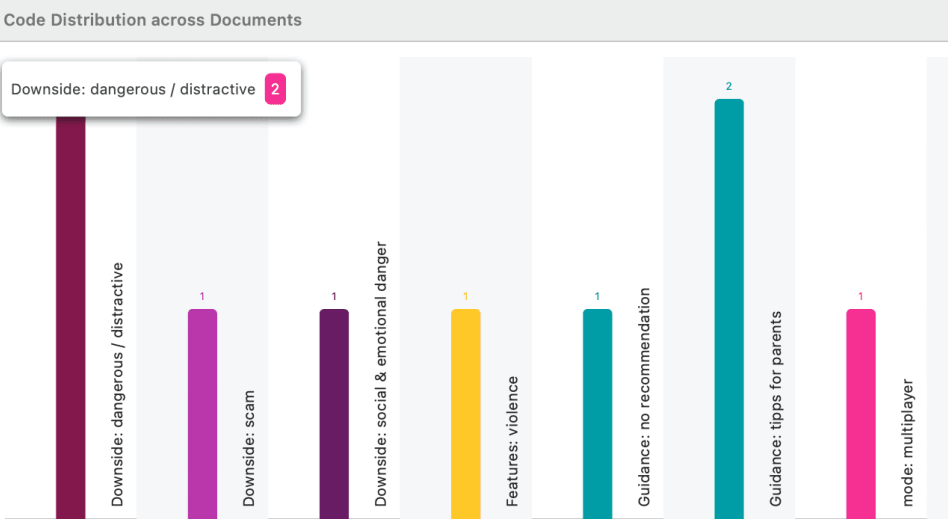 Code Distribution across Documents
Downside: dangerous / distractive 2
Downside: dangerous / distractive
1
Downside: scam
1
Downside: social & emotional danger
1
Features: violence
1
Guidance: no recommendation
2
Guidance: tipps for parents
1
mode: multiplayer